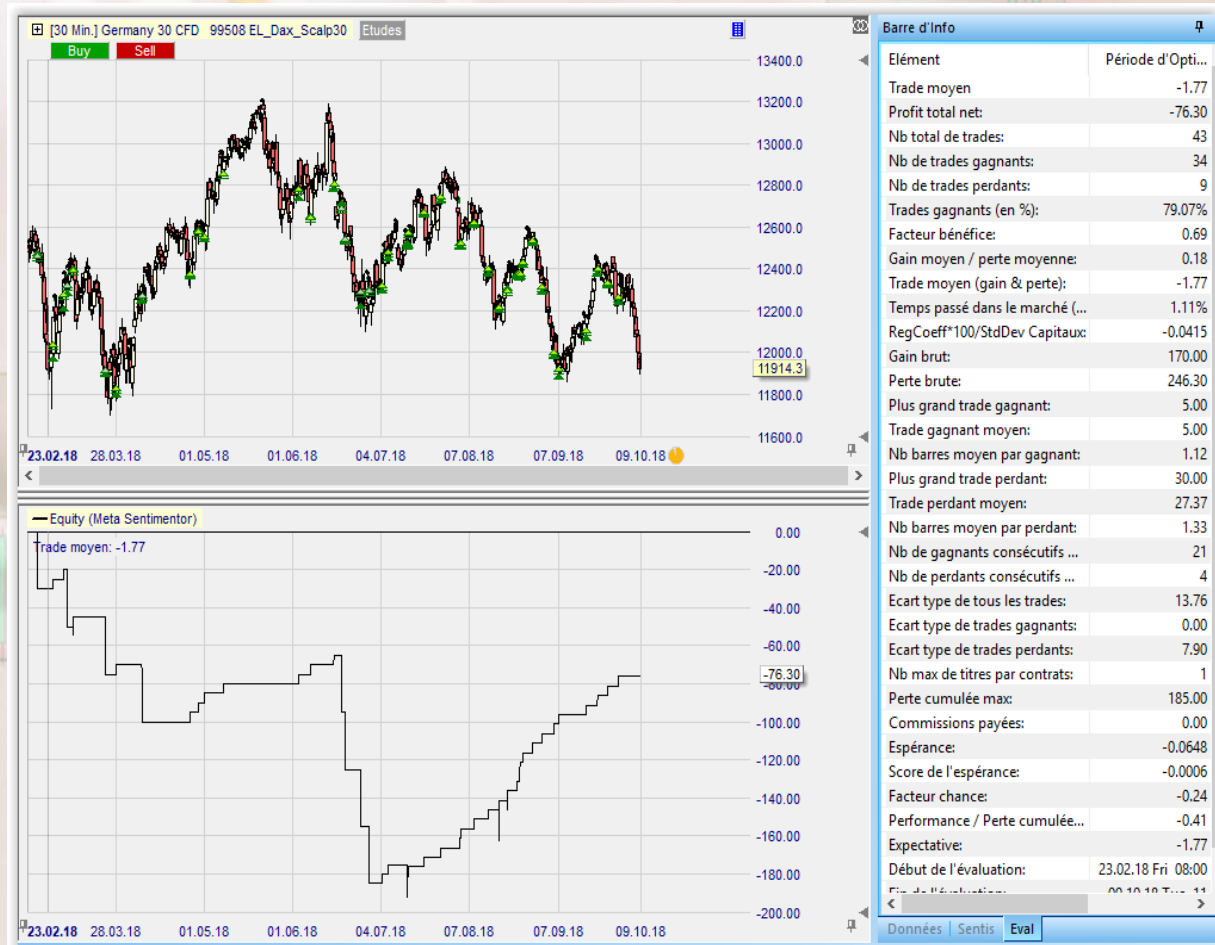 [30 Min.] Germany 30 CFD 99508 EL_Dax_Scalp30 Etudes
Buy Sell
13400.0
13200.0
13000.0
12800.0
12600.0
12400.0
12200.0
12000.0
11914.3
11800.0
11600.0
23.02.18 28.03.18 01.05.18 01.06.18 04.07.18 07.08.18 07.09.18 09.10.18
Equity (Meta Sentimentor)
Trade moyen: -1.77
0.00
-20.00
-40.00
-60.00
-76.30
-80.00
-100.00
-120.00
-140.00
-160.00
-180.00
-200.00
23.02.18 28.03.18 01.05.18 01.06.18 04.07.18 07.08.18 07.09.18 09.10.18
Barre d'Info
Elément Période d'Opti...
Trade moyen -1.77
Profit total net: -76.30
Nb total de trades: 43
Nb de trades gagnants: 34
Nb de trades perdants: 9
Trades gagnants (en %): 79.07%
Facteur bénéfice: 0.69
Gain moyen / perte moyenne: 0.18
Trade moyen (gain & perte): -1.77
Temps passé dans le marché (... 1.11%
RegCoeff*100/StdDev Capitaux: -0.0415
Gain brut: 170.00
Perte brute: 246.30
Plus grand trade gagnant: 5.00
Trade gagnant moyen: 5.00
Nb barres moyen par gagnant: 1.12
Plus grand trade perdant: 30.00
Trade perdant moyen: 27.37
Nb barres moyen par perdant: 1.33
Nb de gagnants consécutifs ... 21
Nb de perdants consécutifs ... 4
Ecart type de tous les trades: 13.76
Ecart type de trades gagnants: 0.00
Ecart type de trades perdants: 7.90
Nb max de titres par contrats: 1
Perte cumulée max: 185.00
Commissions payées: 0.00
Espérance: -0.0648
Score de l'espérance: -0.0006
Facteur chance: -0.24
Performance / Perte cumulée... -0.41
Expectative: -1.77
Début de l'évaluation: 23.02.18 Fri 08:00
Données Sentis Eval